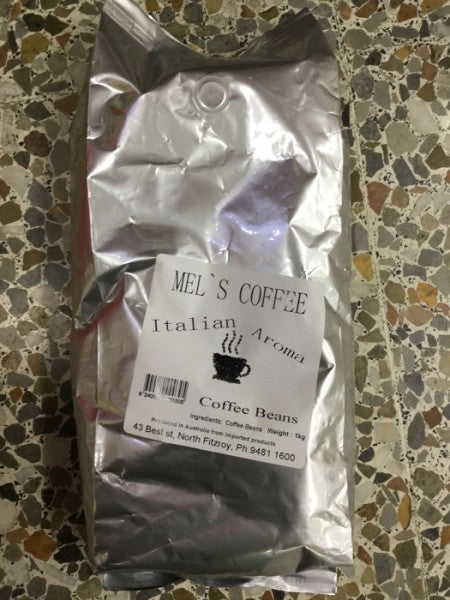 MEL`S COFFEE
Italian Aroma
Coffee Beans
Ingredients: Coffee Beans Weight : 1kg
Produced in Australia from imported products
43 Best st, North Fitzroy, Ph.9481 1600